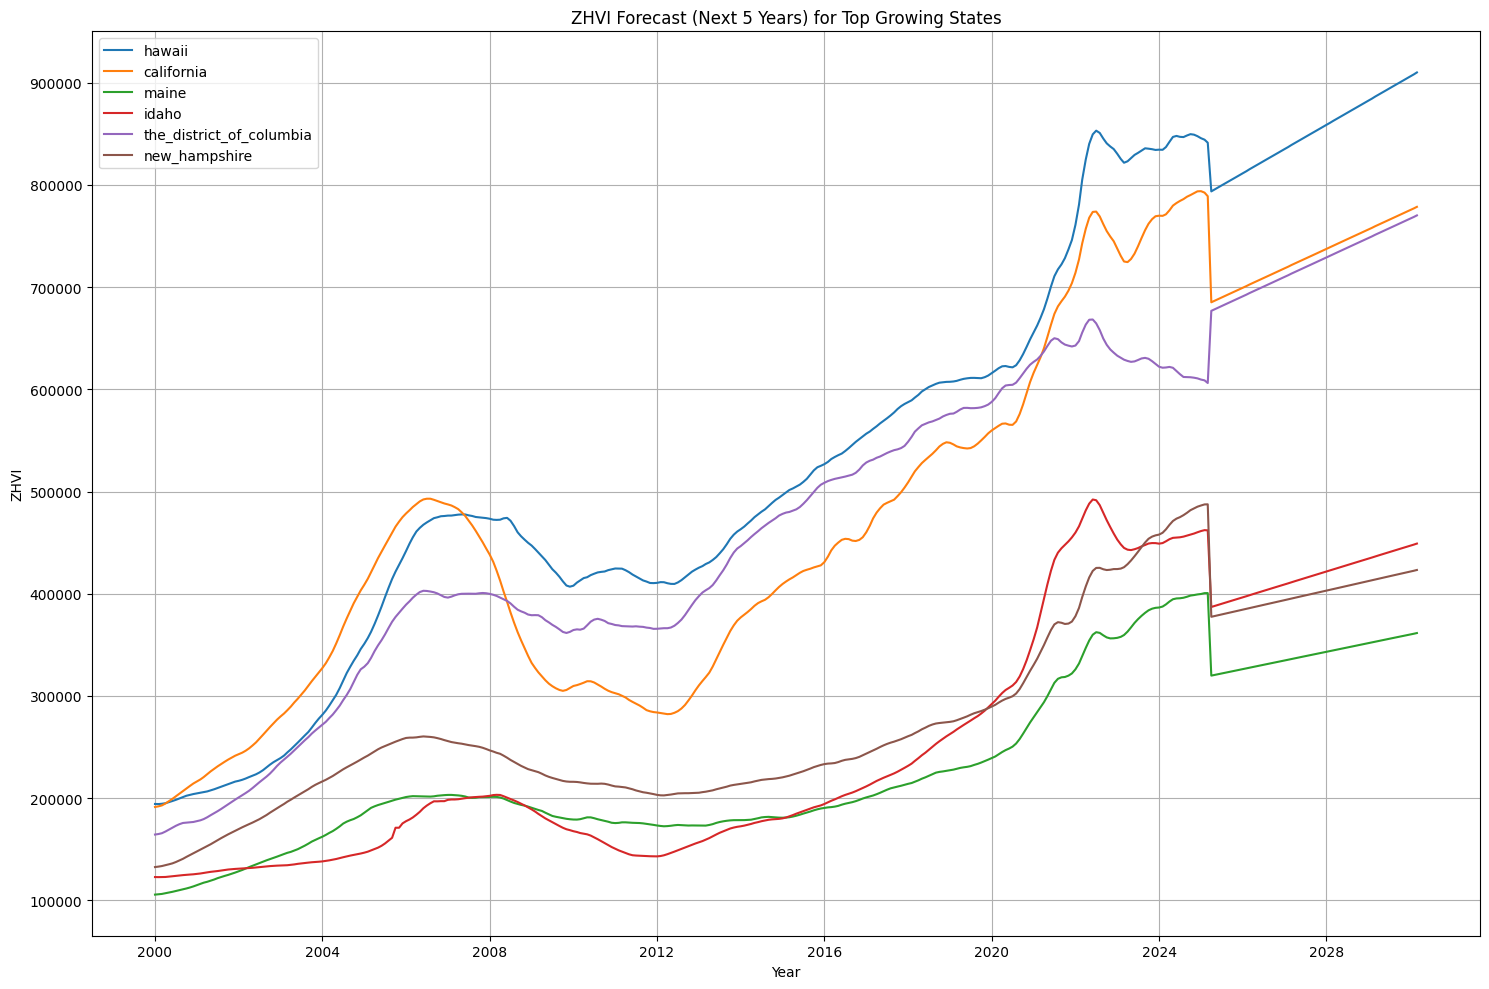 ZHVI Forecast (Next 5 Years) for Top Growing States
hawaii
california
maine
idaho
the_district_of_columbia
new_hampshire
900000
800000
700000
600000
500000
400000
300000
200000
100000
ZHVI
2000 2004 2008 2012 2016 2020 2024 2028
Year